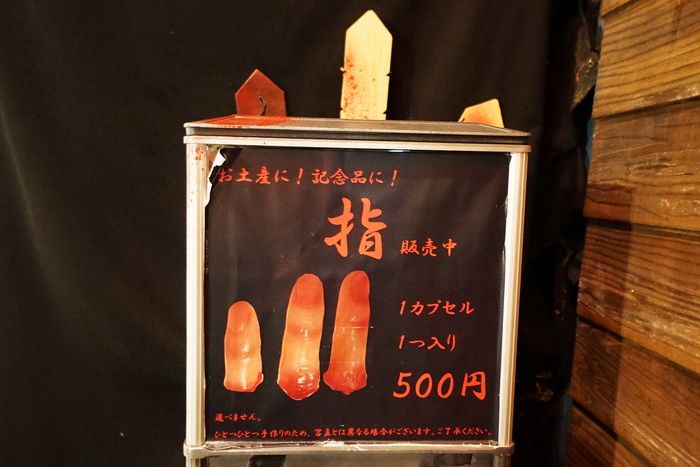 お土産に！記念品に！
指 販売中
1カプセル
1つ入り
500円
選べません。
ひとつひとつ手作りのため、写真とは異なる場合がございます。ご了承ください。